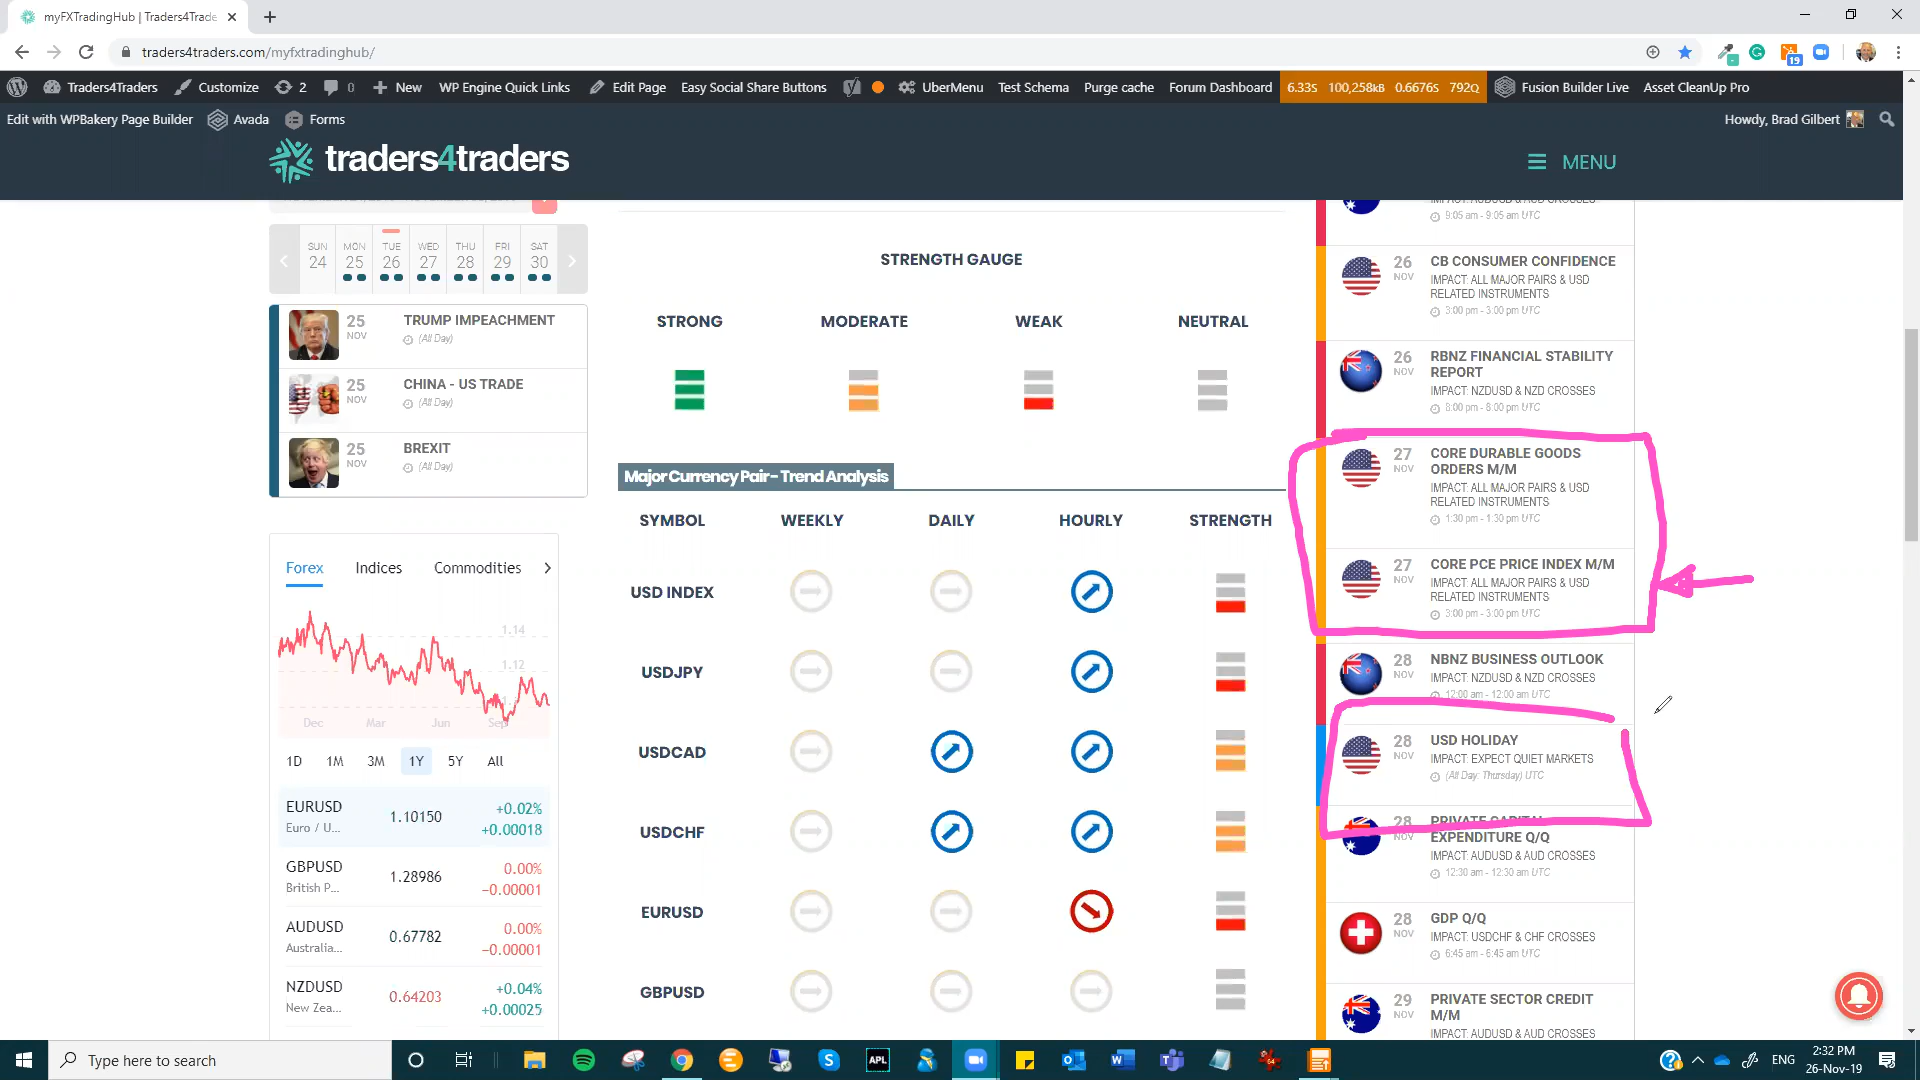 myFXTradingHub | Traders4Trade
traders4traders.com/myfxtradinghub/
19
Traders4Traders
Customize
2
0
New
WP Engine Quick Links
Edit Page
Easy Social Share Buttons
UberMenu
Test Schema
Purge cache
Forum Dashboard
6.33S 100,258KB 0.6676S 792Q
Fusion Builder Live
Asset CleanUp Pro
Edit with WPBakery Page Builder
Avada
Forms
Howdy, Brad Gilbert
traders4traders
MENU
SUN MON TUE WED THU FRI SAT
24 25 26 27 28 29 30
25 NOV
TRUMP IMPEACHMENT
(All Day)
25 NOV
CHINA - US TRADE
(All Day)
25 NOV
BREXIT
(All Day)
Forex Indices Commodities
1.14
1.12
Dec Mar Jun Sep
1D 1M 3M 1Y 5Y All
EURUSD 1.10150 +0.02%
Euro / U... +0.00018
GBPUSD 1.28986 0.00%
British P... −0.00001
AUDUSD 0.67782 0.00%
Australia... −0.00001
NZDUSD 0.64203 +0.04%
New Zea... +0.00025
STRENGTH GAUGE
STRONG MODERATE WEAK NEUTRAL
Major Currency Pair - Trend Analysis
SYMBOL WEEKLY DAILY HOURLY STRENGTH
USD INDEX
USDJPY
USDCAD
USDCHF
EURUSD
GBPUSD
9:05 am - 9:05 am UTC
26 NOV
CB CONSUMER CONFIDENCE
IMPACT: ALL MAJOR PAIRS & USD
RELATED INSTRUMENTS
3:00 pm - 3:00 pm UTC
26 NOV
RBNZ FINANCIAL STABILITY
REPORT
IMPACT: NZDUSD & NZD CROSSES
8:00 pm - 8:00 pm UTC
27 NOV
CORE DURABLE GOODS
ORDERS M/M
IMPACT: ALL MAJOR PAIRS & USD
RELATED INSTRUMENTS
1:30 pm - 1:30 pm UTC
27 NOV
CORE PCE PRICE INDEX M/M
IMPACT: ALL MAJOR PAIRS & USD
RELATED INSTRUMENTS
3:00 pm - 3:00 pm UTC
28 NOV
NBNZ BUSINESS OUTLOOK
IMPACT: NZDUSD & NZD CROSSES
12:00 am - 12:00 am UTC
28 NOV
USD HOLIDAY
IMPACT: EXPECT QUIET MARKETS
(All Day: Thursday) UTC
28 NOV
PRIVATE CAPITAL
EXPENDITURE Q/Q
IMPACT: AUDUSD & AUD CROSSES
12:30 am - 12:30 am UTC
28 NOV
GDP Q/Q
IMPACT: USDCHF & CHF CROSSES
6:45 am - 6:45 am UTC
29 NOV
PRIVATE SECTOR CREDIT
M/M
IMPACT: AUDUSD & AUD CROSSES
Type here to search
APL
ENG
2:32 PM
26-Nov-19